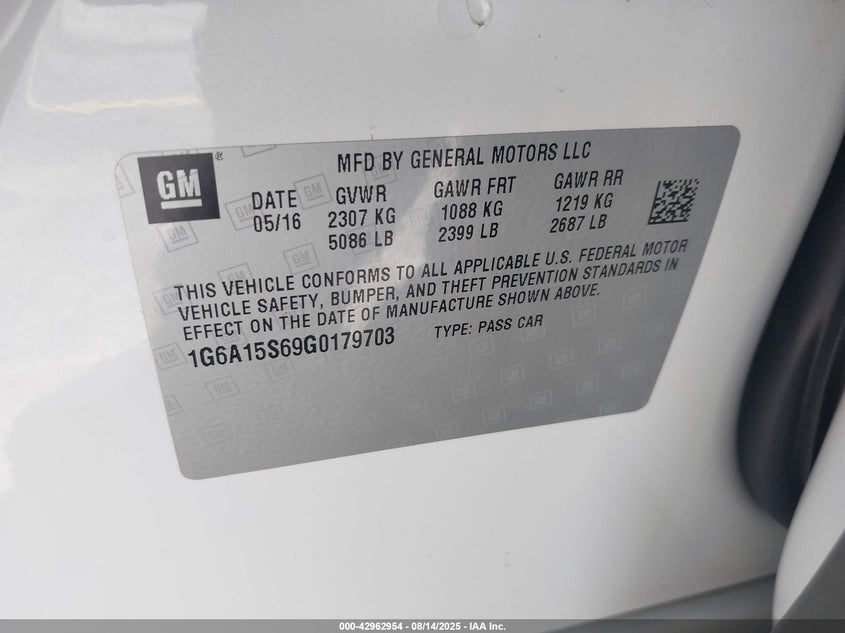 GM®
MFD BY GENERAL MOTORS LLC
DATE GVWR GAWR FRT GAWR RR
05/16 2307 KG 1088 KG 1219 KG
5086 LB 2399 LB 2687 LB
THIS VEHICLE CONFORMS TO ALL APPLICABLE U.S. FEDERAL MOTOR
VEHICLE SAFETY, BUMPER, AND THEFT PREVENTION STANDARDS IN
EFFECT ON THE DATE OF MANUFACTURE SHOWN ABOVE.
1G6A15S69G0179703 TYPE: PASS CAR
000-42962954 - 08/14/2025 - IAA Inc.